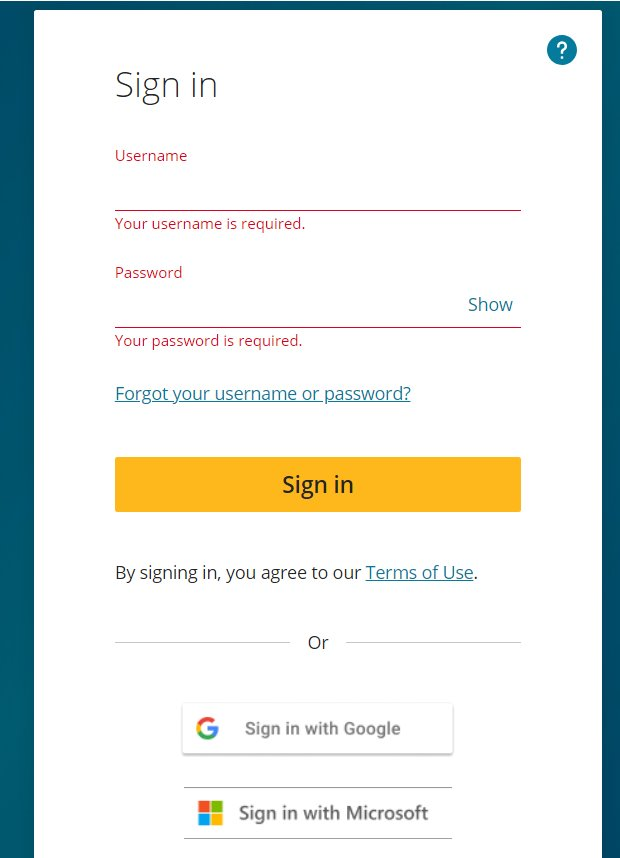 ?
Sign in
Username
Your username is required.
Password
Show
Your password is required.
Forgot your username or password?
Sign in
By signing in, you agree to our Terms of Use.
Or
Sign in with Google
Sign in with Microsoft